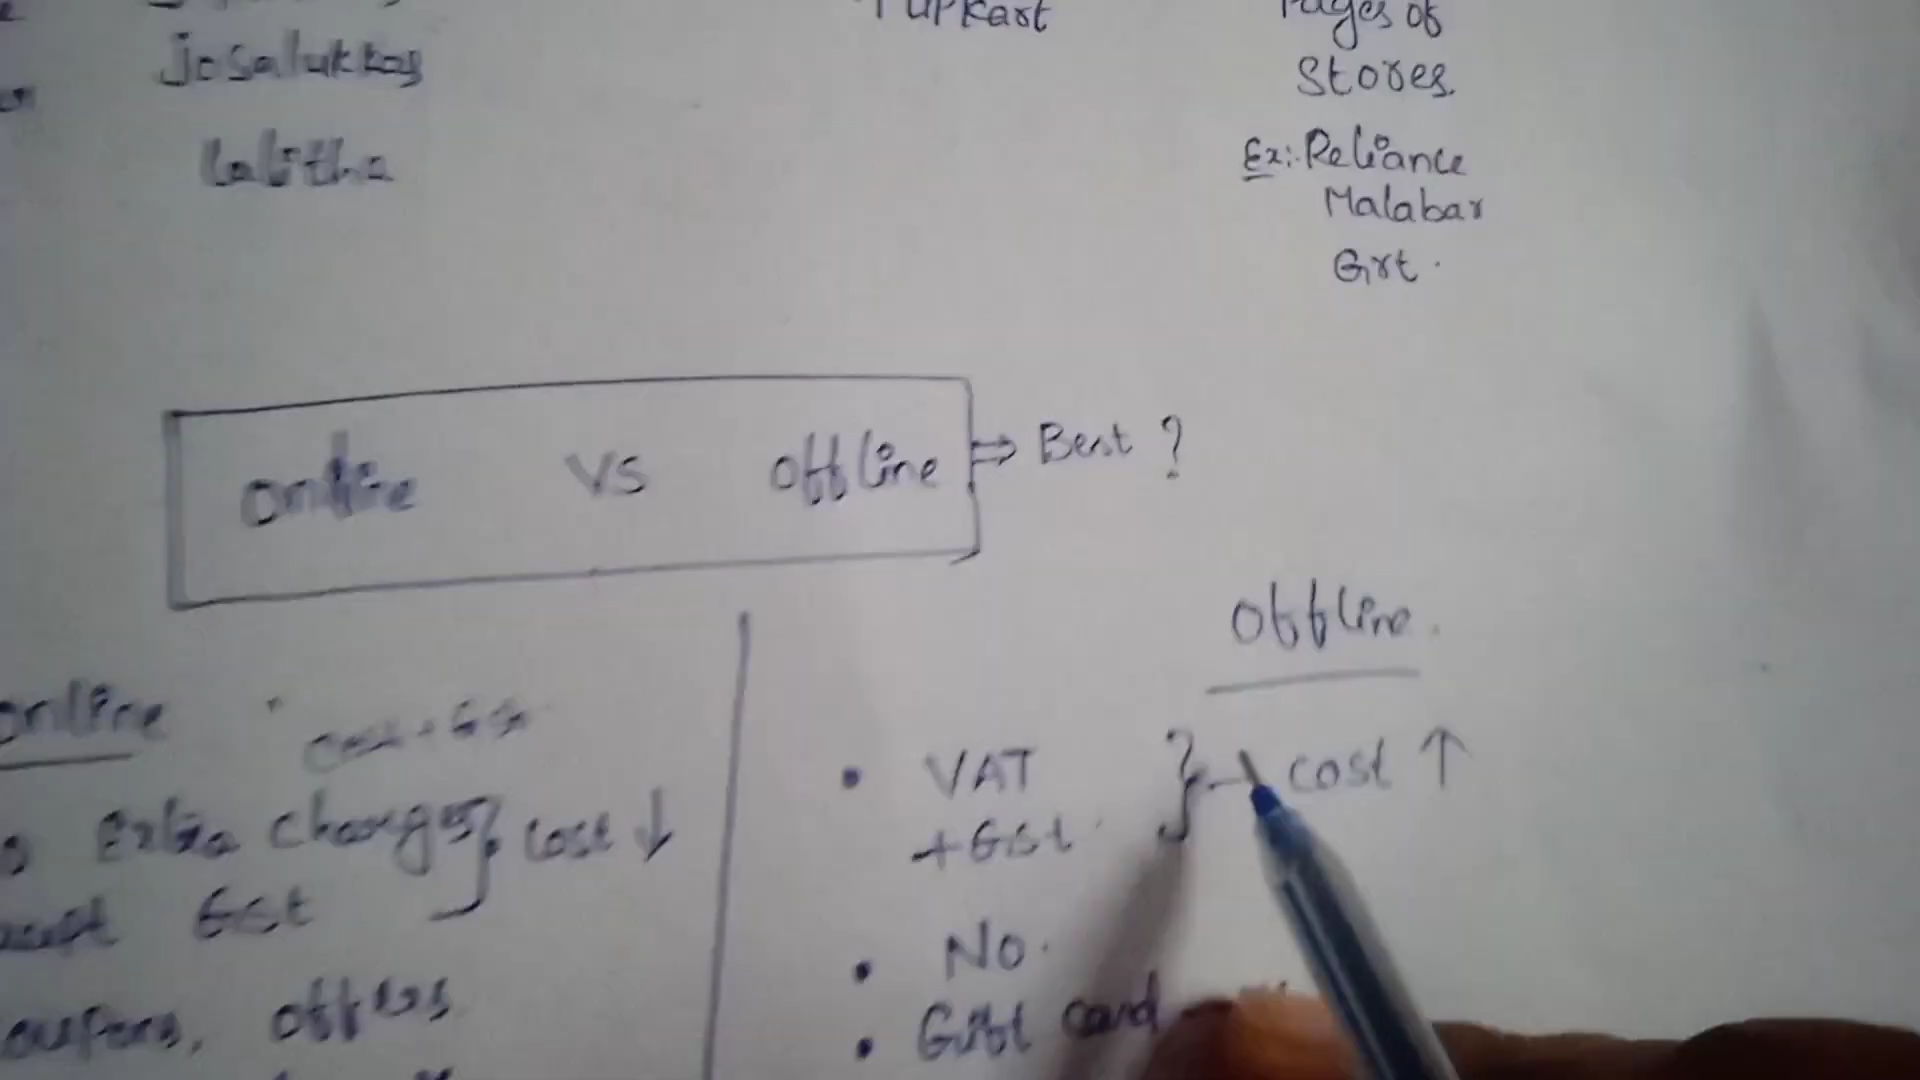 josalukkas
lalitha
Flipkart
Pages of
Stores.
Ex:. Reliance
Malabar
Grt.
online VS offline ⇒ Best ?
online
Extra charges } cost ↓
GSt
offers
offline.
• VAT
+ GSt } → cost ↑
• No.
• Gift card